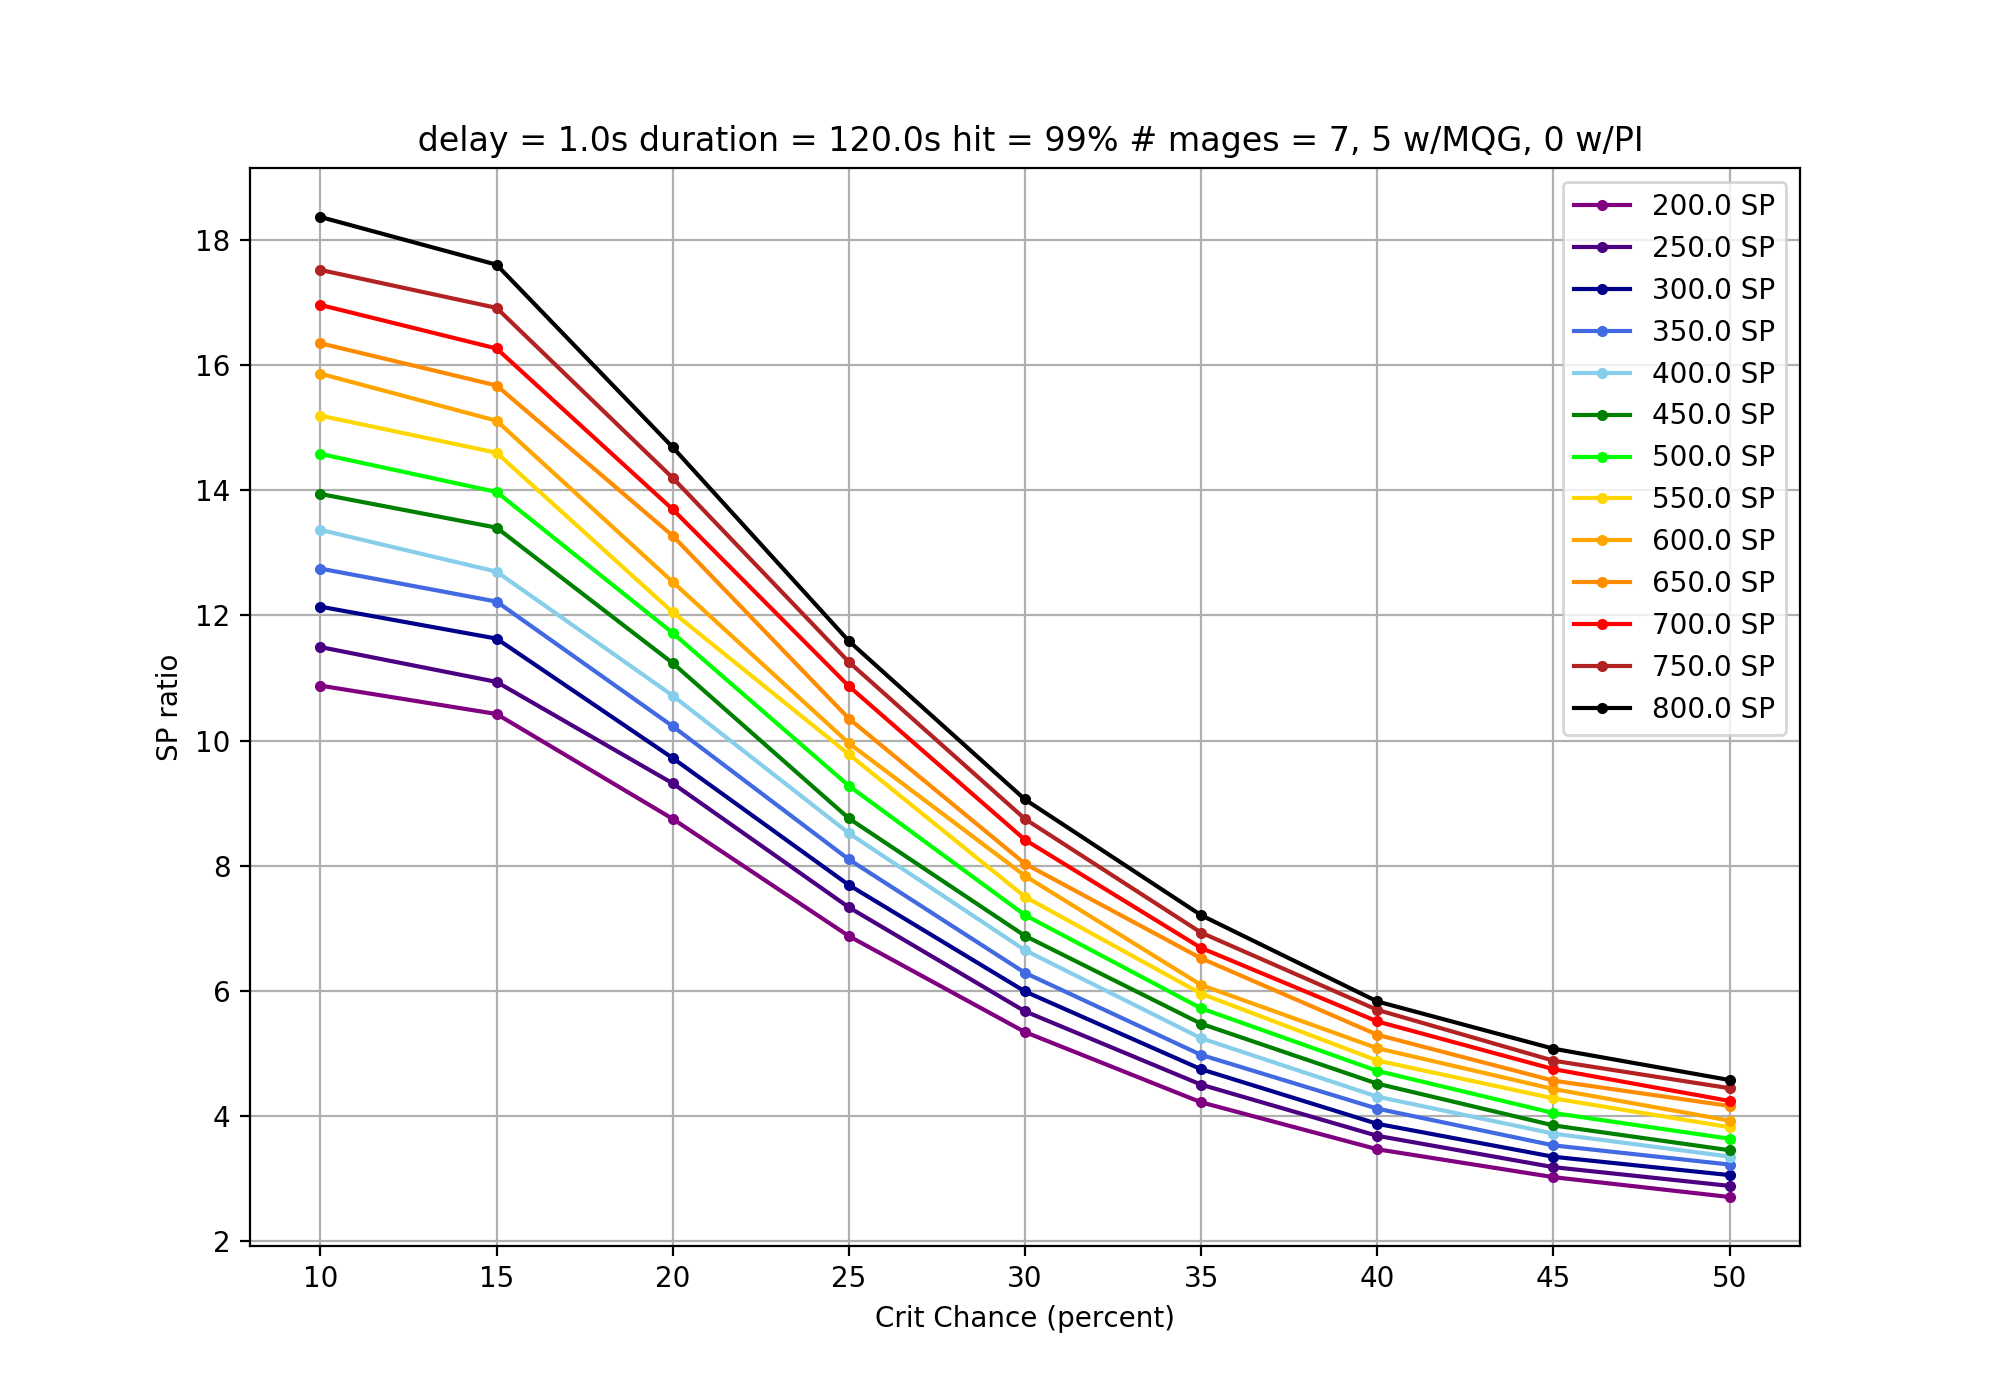 delay = 1.0s duration = 120.0s hit = 99% # mages = 7, 5 w/MQG, 0 w/PI
200.0 SP
250.0 SP
300.0 SP
350.0 SP
400.0 SP
450.0 SP
500.0 SP
550.0 SP
600.0 SP
650.0 SP
700.0 SP
750.0 SP
800.0 SP
SP ratio
18
16
14
12
10
8
6
4
2
10 15 20 25 30 35 40 45 50
Crit Chance (percent)